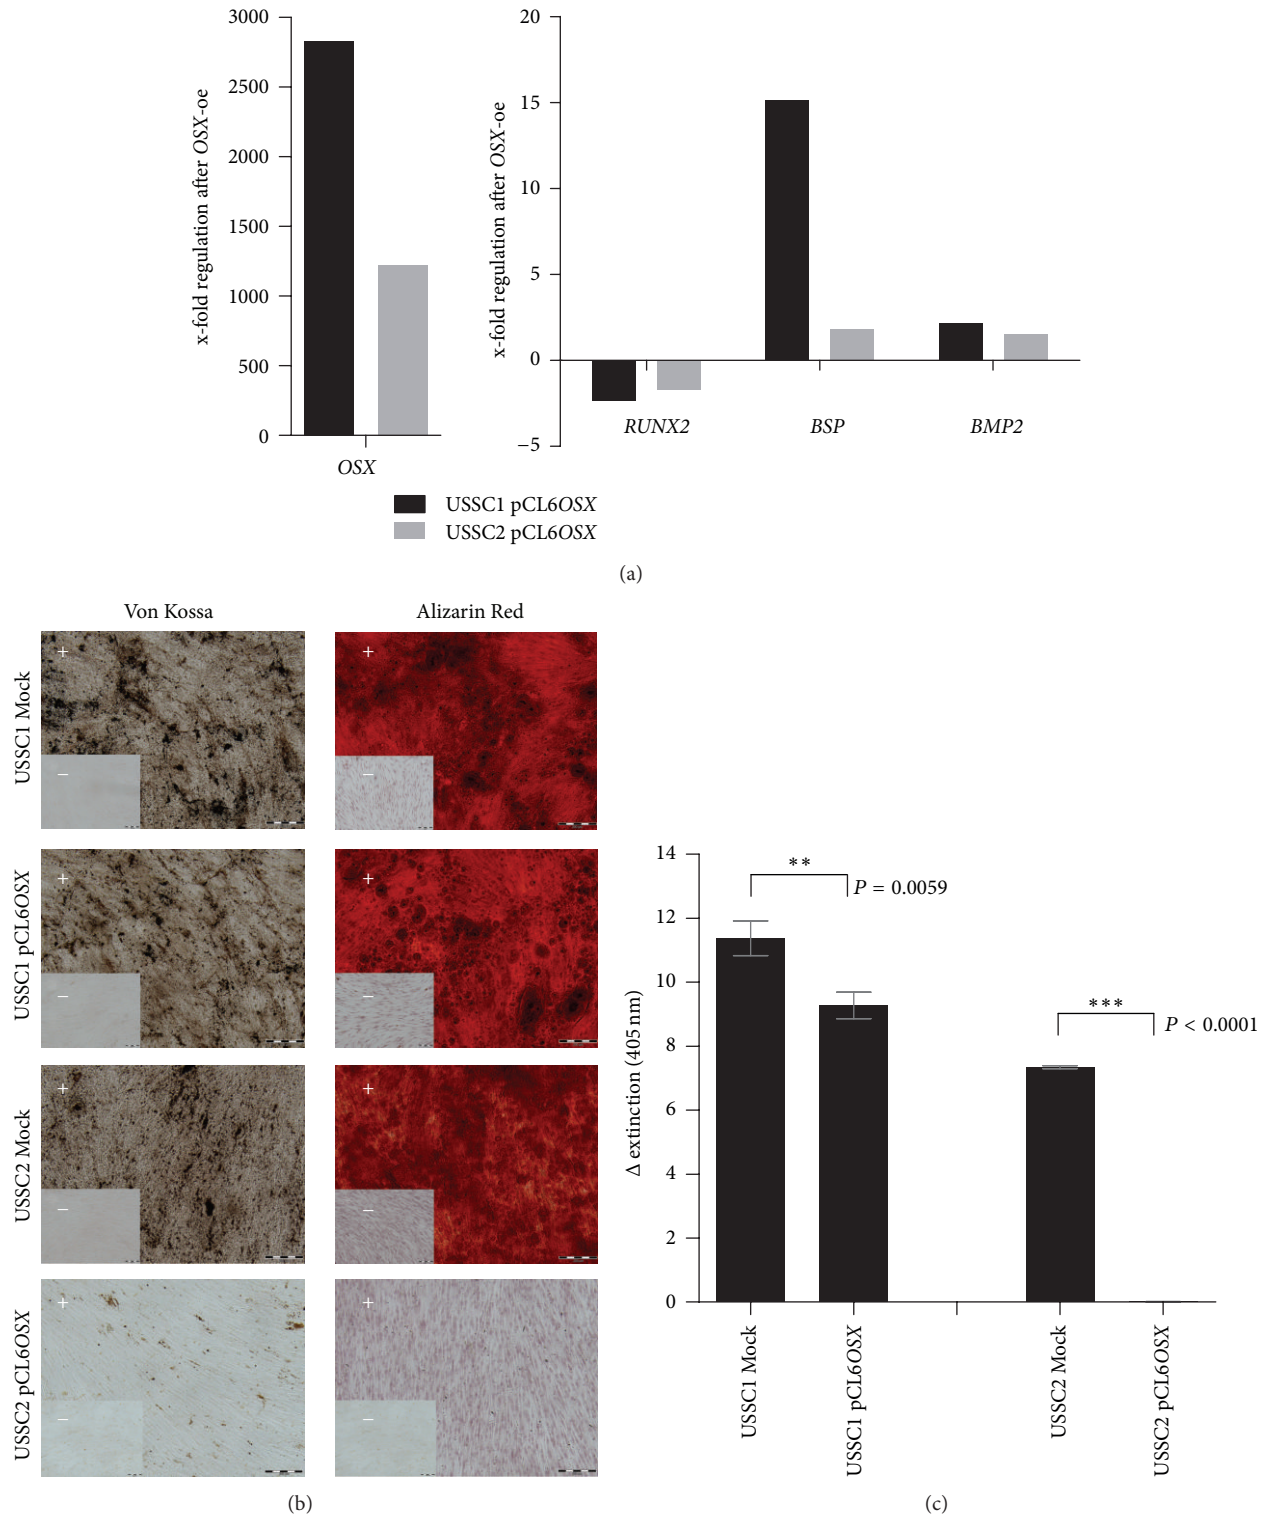 x-fold regulation after OSX-oe
3000
2500
2000
1500
1000
500
0
OSX
x-fold regulation after OSX-oe
20
15
10
5
0
−5
RUNX2
BSP
BMP2
USSC1 pCL6OSX
USSC2 pCL6OSX
(a)
Von Kossa
Alizarin Red
USSC1 Mock
+
−
+
−
USSC1 pCL6OSX
+
−
+
−
USSC2 Mock
+
−
+
−
USSC2 pCL6OSX
+
−
+
−
(b)
Δ extinction (405 nm)
14
12
10
8
6
4
2
0
**
P = 0.0059
***
P < 0.0001
USSC1 Mock
USSC1 pCL6OSX
USSC2 Mock
USSC2 pCL6OSX
(c)